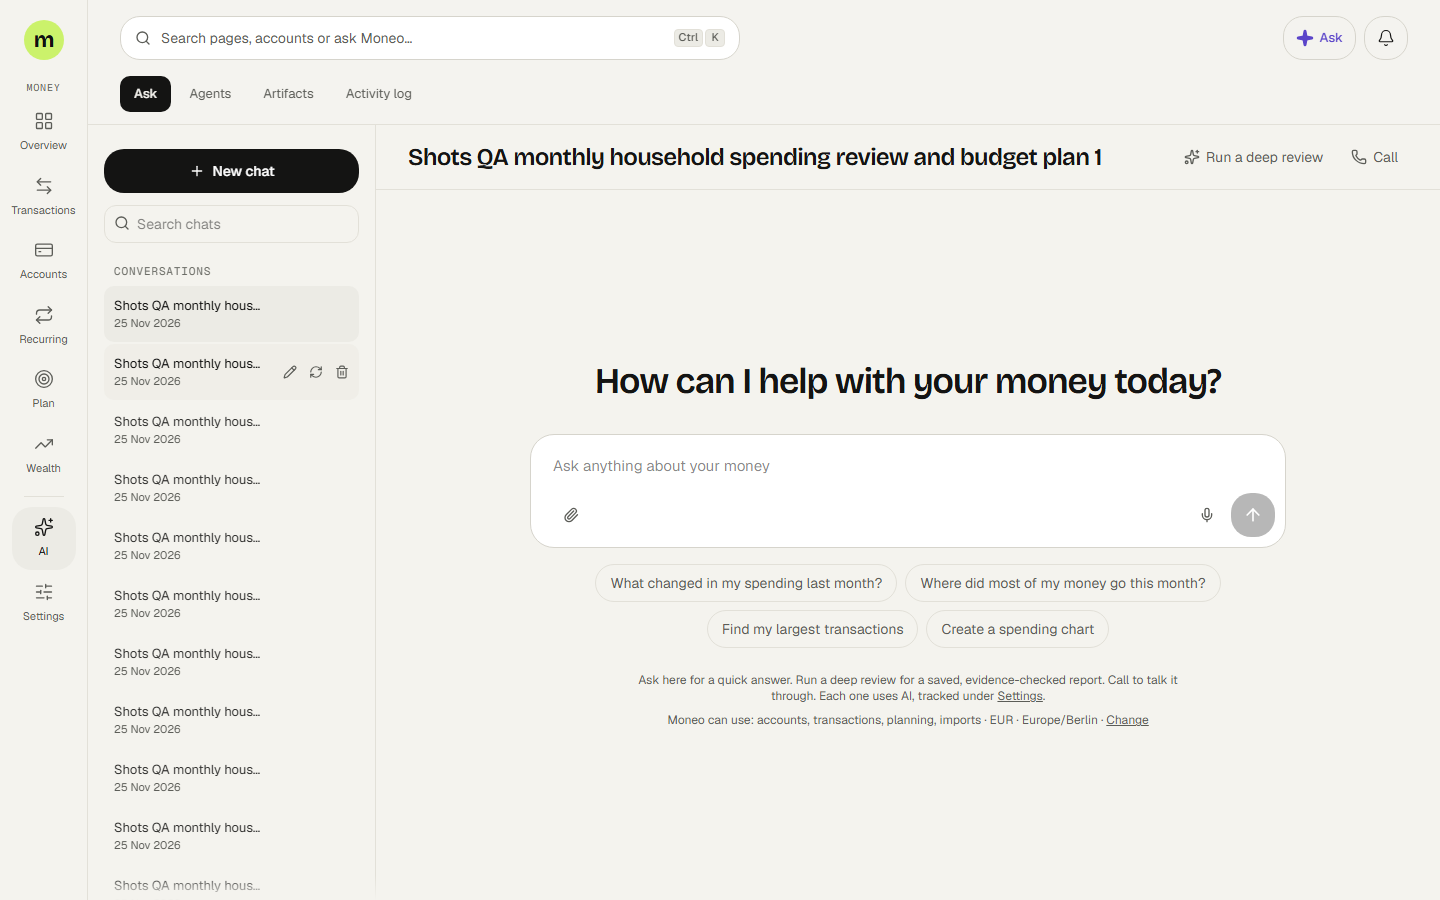 m
Search pages, accounts or ask Moneo...
Ctrl K
Ask
MONEY
Overview
Transactions
Accounts
Recurring
Plan
Wealth
AI
Settings
Ask
Agents
Artifacts
Activity log
New chat
Search chats
CONVERSATIONS
Shots QA monthly hous...
25 Nov 2026
Shots QA monthly hous...
25 Nov 2026
Shots QA monthly hous...
25 Nov 2026
Shots QA monthly hous...
25 Nov 2026
Shots QA monthly hous...
25 Nov 2026
Shots QA monthly hous...
25 Nov 2026
Shots QA monthly hous...
25 Nov 2026
Shots QA monthly hous...
25 Nov 2026
Shots QA monthly hous...
25 Nov 2026
Shots QA monthly hous...
25 Nov 2026
Shots QA monthly hous...
Shots QA monthly household spending review and budget plan 1
Run a deep review
Call
How can I help with your money today?
Ask anything about your money
What changed in my spending last month?
Where did most of my money go this month?
Find my largest transactions
Create a spending chart
Ask here for a quick answer. Run a deep review for a saved, evidence-checked report. Call to talk it
through. Each one uses AI, tracked under Settings.
Moneo can use: accounts, transactions, planning, imports · EUR · Europe/Berlin · Change